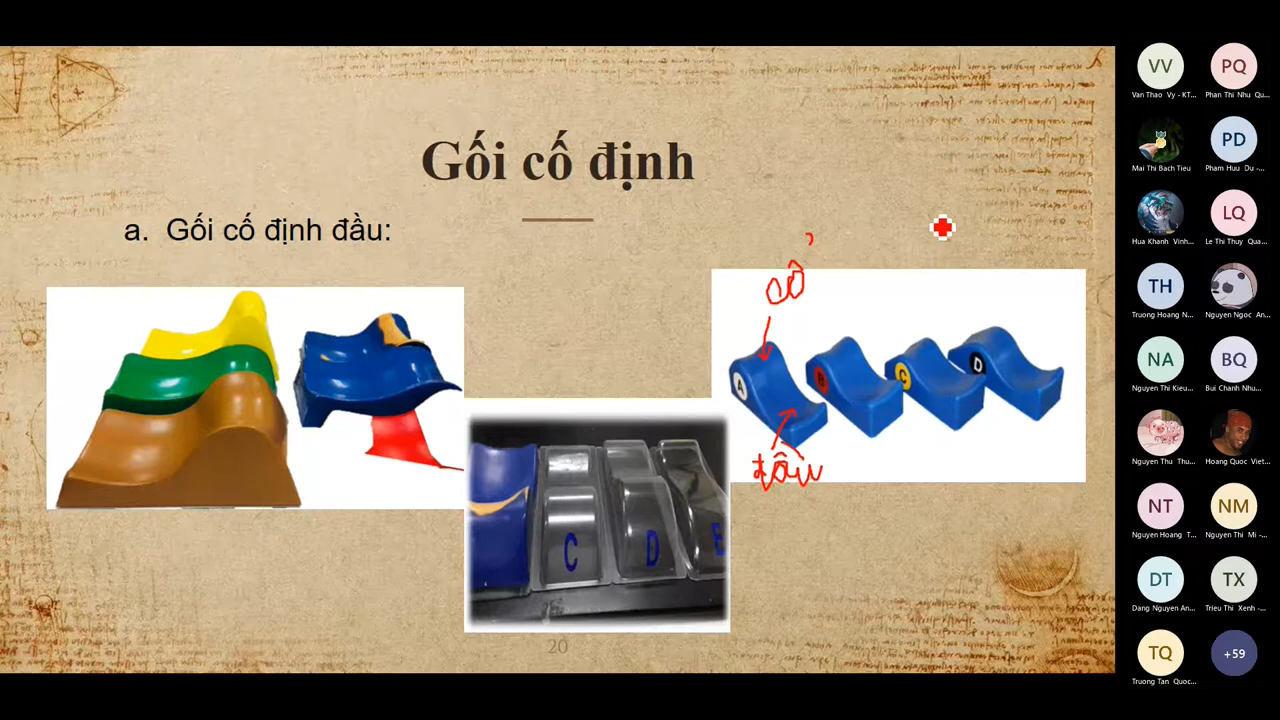 Gối cố định
a. Gối cố định đầu:
cổ
A
B
C
D
đầu
C
D
E
20
VV
PQ
Van Thao Vy - KT...
Phan Thi Nhu Qu...
PD
Mai Thi Bach Tieu
Pham Huu Du -...
LQ
Hua Khanh Vinh...
Le Thi Thuy Qua...
TH
Truong Hoang N...
Nguyen Ngoc An...
NA
BQ
Nguyen Thi Kieu...
Bui Chanh Nhu...
Nguyen Thu Thu...
Hoang Quoc Viet...
NT
NM
Nguyen Hoang T...
Nguyen Thi Mi -...
DT
TX
Dang Nguyen An...
Trieu Thi Xenh -...
TQ
+59
Truong Tan Quoc...